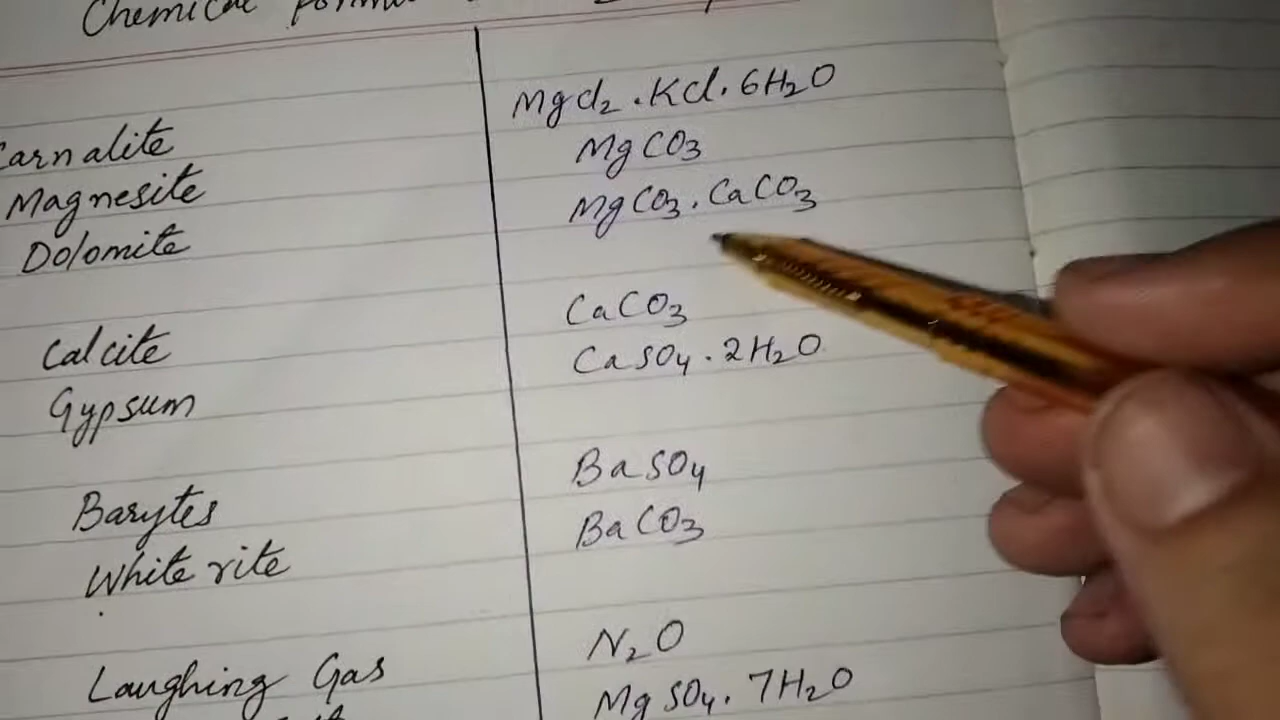 Chemical
Carnalite MgCl2 . KCl . 6H2O
Magnesite MgCO3
Dolomite MgCO3 . CaCO3
Calcite CaCO3
Gypsum CaSO4 . 2H2O
Barytes BaSO4
White rite BaCO3
Laughing Gas N2O
MgSO4 . 7H2O